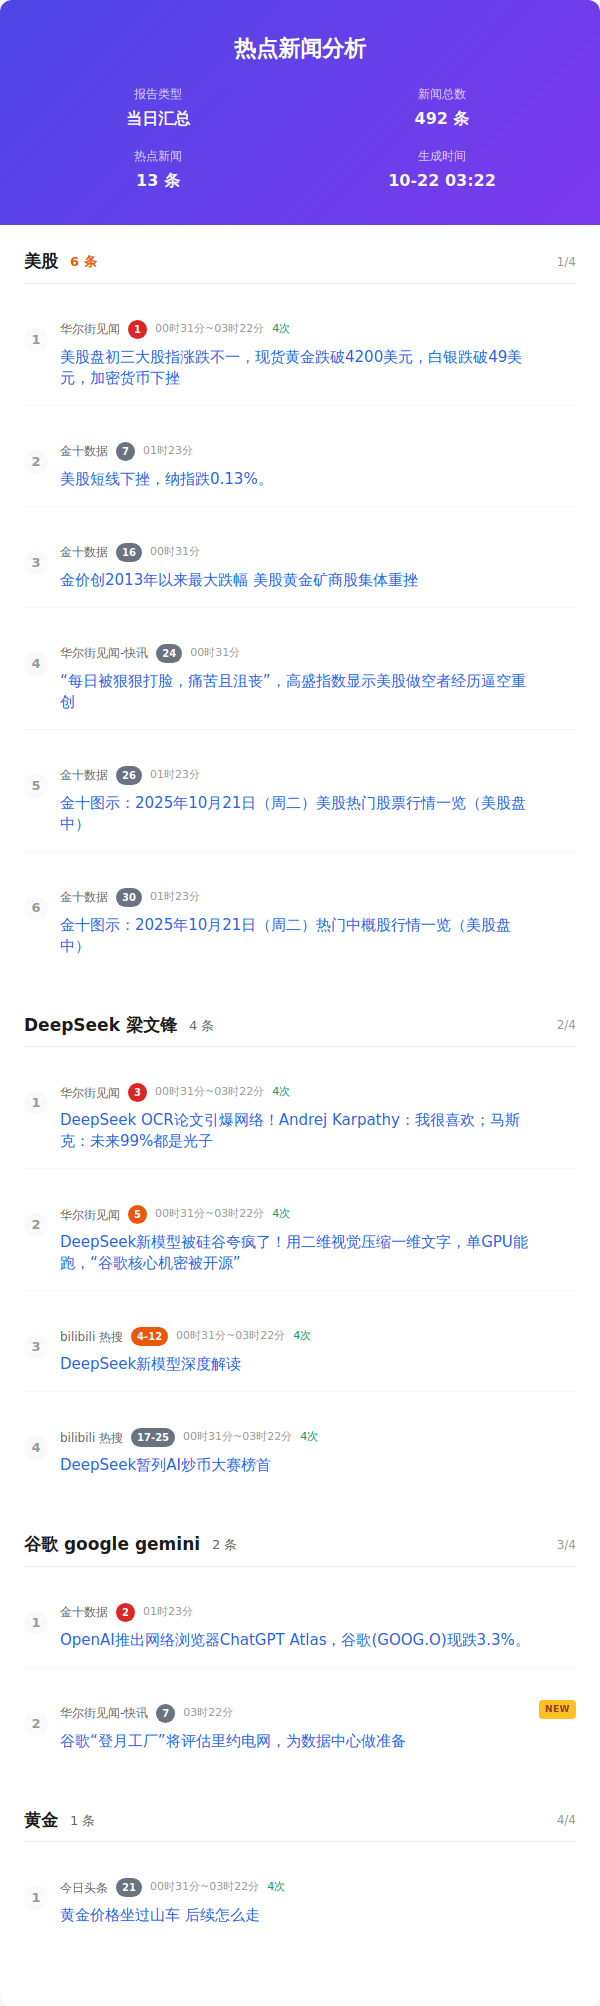 热点新闻分析
报告类型
当日汇总
新闻总数
492 条
热点新闻
13 条
生成时间
10-22 03:22
美股 6 条 1/4
1
华尔街见闻 1 00时31分~03时22分 4次
美股盘初三大股指涨跌不一，现货黄金跌破4200美元，白银跌破49美
元，加密货币下挫
2
金十数据 7 01时23分
美股短线下挫，纳指跌0.13%。
3
金十数据 16 00时31分
金价创2013年以来最大跌幅 美股黄金矿商股集体重挫
4
华尔街见闻-快讯 24 00时31分
“每日被狠狠打脸，痛苦且沮丧”，高盛指数显示美股做空者经历逼空重
创
5
金十数据 26 01时23分
金十图示：2025年10月21日（周二）美股热门股票行情一览（美股盘
中）
6
金十数据 30 01时23分
金十图示：2025年10月21日（周二）热门中概股行情一览（美股盘
中）
DeepSeek 梁文锋 4 条 2/4
1
华尔街见闻 3 00时31分~03时22分 4次
DeepSeek OCR论文引爆网络！Andrej Karpathy：我很喜欢；马斯
克：未来99%都是光子
2
华尔街见闻 5 00时31分~03时22分 4次
DeepSeek新模型被硅谷夸疯了！用二维视觉压缩一维文字，单GPU能
跑，“谷歌核心机密被开源”
3
bilibili 热搜 4-12 00时31分~03时22分 4次
DeepSeek新模型深度解读
4
bilibili 热搜 17-25 00时31分~03时22分 4次
DeepSeek暂列AI炒币大赛榜首
谷歌 google gemini 2 条 3/4
1
金十数据 2 01时23分
OpenAI推出网络浏览器ChatGPT Atlas，谷歌(GOOG.O)现跌3.3%。
2
华尔街见闻-快讯 7 03时22分 NEW
谷歌“登月工厂”将评估里约电网，为数据中心做准备
黄金 1 条 4/4
1
今日头条 21 00时31分~03时22分 4次
黄金价格坐过山车 后续怎么走